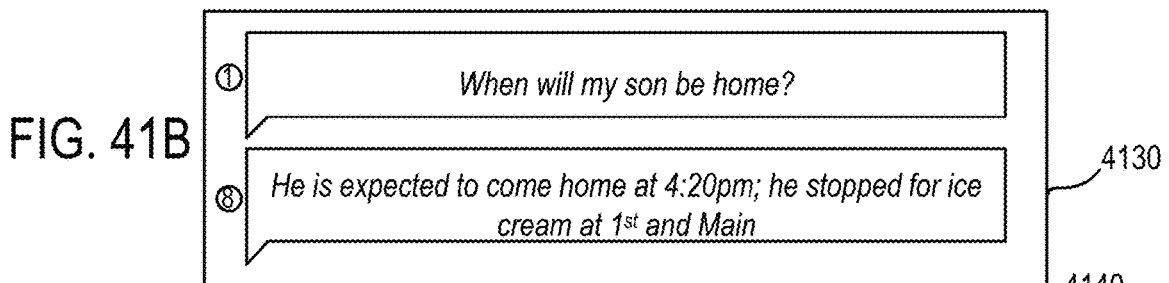 ① When will my son be home?
FIG. 41B
4130
⑧ He is expected to come home at 4:20pm; he stopped for ice
cream at 1st and Main